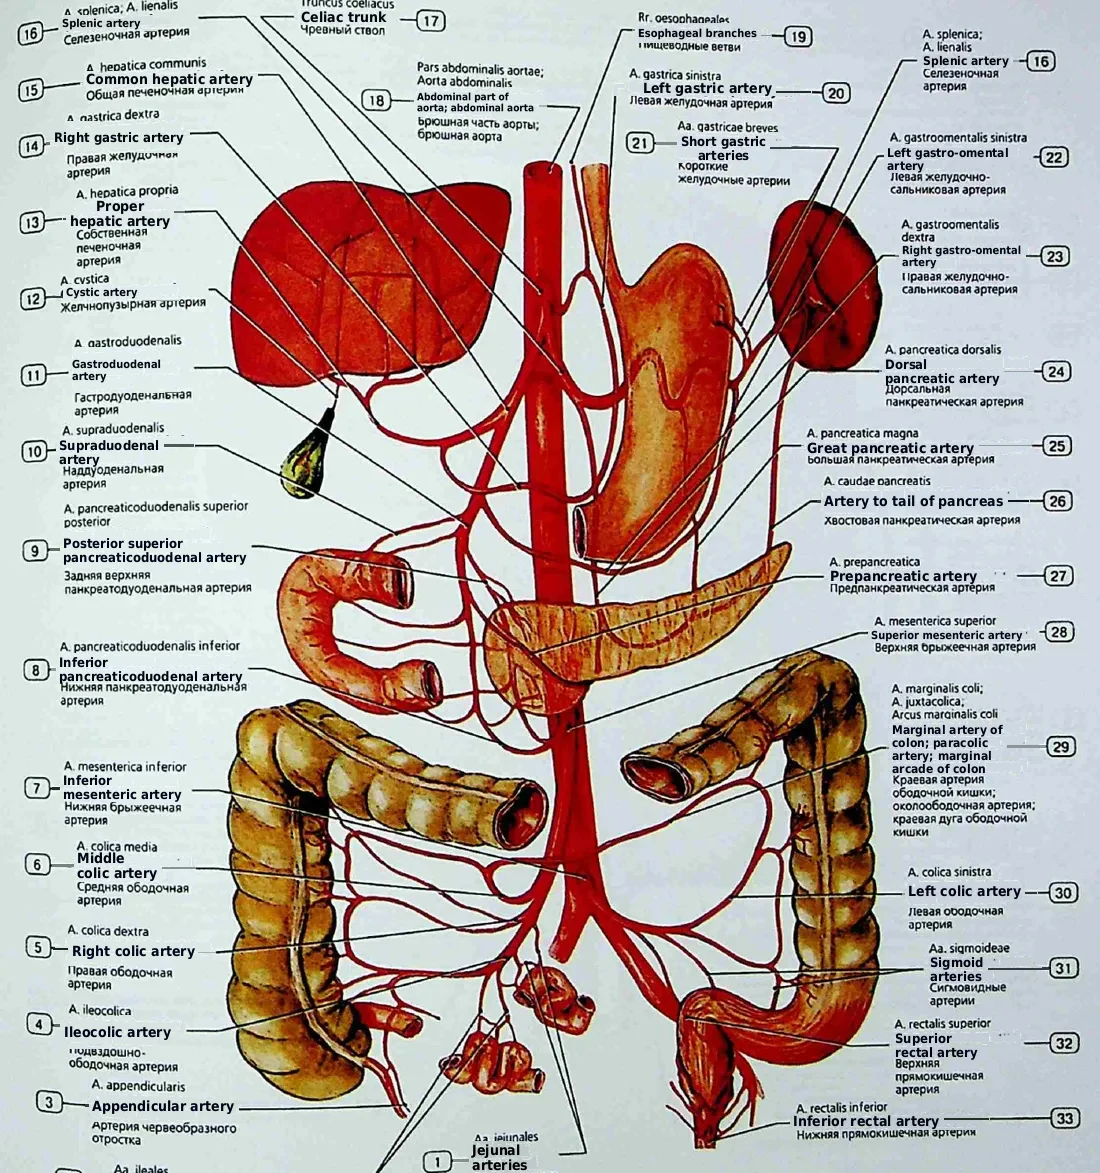 A. splenica; A. lienalis
16
Splenic artery
Селезеночная артерия
Truncus coeliacus
Celiac trunk
17
Чревный ствол
A. hepatica communis
15
Common hepatic artery
Общая печеночная артерия
A. gastrica dextra
14
Right gastric artery
Правая желудочная
артерия
A. hepatica propria
Proper
13
hepatic artery
Собственная
печеночная
артерия
A. cystica
12
Cystic artery
Желчнопузырная артерия
A. gastroduodenalis
Gastroduodenal
11
artery
Гастродуоденальная
артерия
A. supraduodenalis
10
Supraduodenal
artery
Наддуоденальная
артерия
A. pancreaticoduodenalis superior
posterior
9
Posterior superior
pancreaticoduodenal artery
Задняя верхняя
панкреатодуоденальная артерия
A. pancreaticoduodenalis inferior
8
Inferior
pancreaticoduodenal artery
Нижняя панкреатодуоденальная
артерия
A. mesenterica inferior
7
Inferior
mesenteric artery
Нижняя брыжеечная
артерия
A. colica media
6
Middle
colic artery
Средняя ободочная
артерия
A. colica dextra
5
Right colic artery
Правая ободочная
артерия
A. ileocolica
4
Ileocolic artery
Подвздошно-
ободочная артерия
A. appendicularis
3
Appendicular artery
Артерия червеобразного
отростка
Aa. ileales
Aa. jejunales
1
Jejunal
arteries
Pars abdominalis aortae;
Aorta abdominalis
18
Abdominal part of
aorta; abdominal aorta
Брюшная часть аорты;
брюшная аорта
Rr. oesophageales
Esophageal branches
19
Пищеводные ветви
A. gastrica sinistra
Left gastric artery
20
Левая желудочная артерия
Aa. gastricae breves
21
Short gastric
arteries
Короткие
желудочные артерии
A. splenica;
A. lienalis
Splenic artery
16
Селезеночная
артерия
A. gastroomentalis sinistra
Left gastro-omental
22
artery
Левая желудочно-
сальниковая артерия
A. gastroomentalis
dextra
Right gastro-omental
23
artery
Правая желудочно-
сальниковая артерия
A. pancreatica dorsalis
Dorsal
24
pancreatic artery
Дорсальная
панкреатическая артерия
A. pancreatica magna
Great pancreatic artery
25
Большая панкреатическая артерия
A. caudae pancreatis
Artery to tail of pancreas
26
Хвостовая панкреатическая артерия
A. prepancreatica
Prepancreatic artery
27
Предпанкреатическая артерия
A. mesenterica superior
Superior mesenteric artery
28
Верхняя брыжеечная артерия
A. marginalis coli;
A. juxtacolica;
Arcus marginalis coli
Marginal artery of
colon; paracolic
29
artery; marginal
arcade of colon
Краевая артерия
ободочной кишки;
околоободочная артерия;
краевая дуга ободочной
кишки
A. colica sinistra
Left colic artery
30
Левая ободочная
артерия
Aa. sigmoideae
Sigmoid
31
arteries
Сигмовидные
артерии
A. rectalis superior
Superior
32
rectal artery
Верхняя
прямокишечная
артерия
A. rectalis inferior
Inferior rectal artery
33
Нижняя прямокишечная артерия